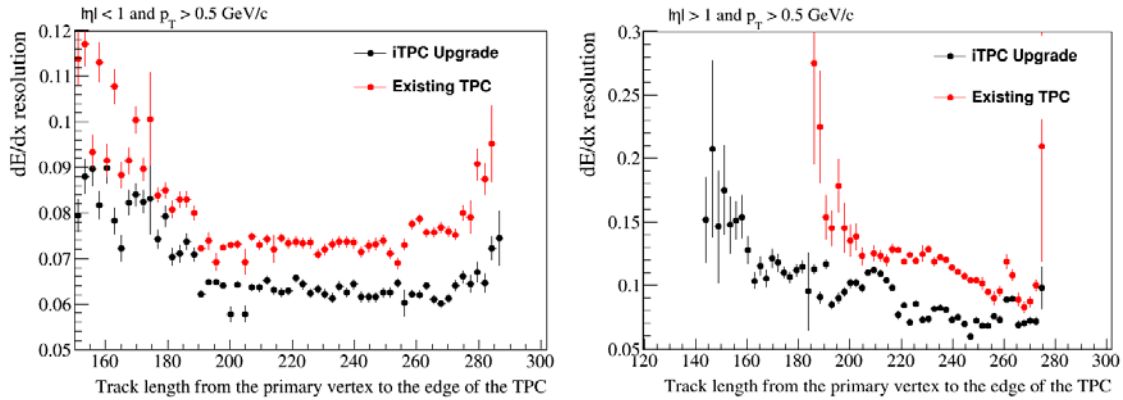 |η| < 1 and pT > 0.5 GeV/c
dE/dx resolution
0.12
0.11
0.1
0.09
0.08
0.07
0.06
0.05
iTPC Upgrade
Existing TPC
160 180 200 220 240 260 280 300
Track length from the primary vertex to the edge of the TPC
|η| > 1 and pT > 0.5 GeV/c
dE/dx resolution
0.3
0.25
0.2
0.15
0.1
0.05
iTPC Upgrade
Existing TPC
120 140 160 180 200 220 240 260 280 300
Track length from the primary vertex to the edge of the TPC